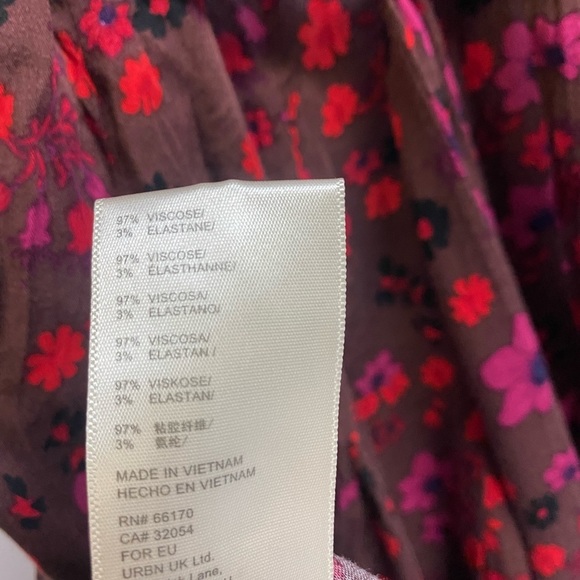 97% VISCOSE/
3% ELASTANE/
97% VISCOSE/
3% ÉLASTHANNE/
97% VISCOSA/
3% ELASTANO/
97% VISCOSA/
3% ELASTAN/
97% VISKOSE/
3% ELASTAN/
97% 粘胶纤维/
3% 氨纶/
MADE IN VIETNAM
HECHO EN VIETNAM
RN# 66170
CA# 32054
FOR EU
URBN UK Ltd.
Lane,